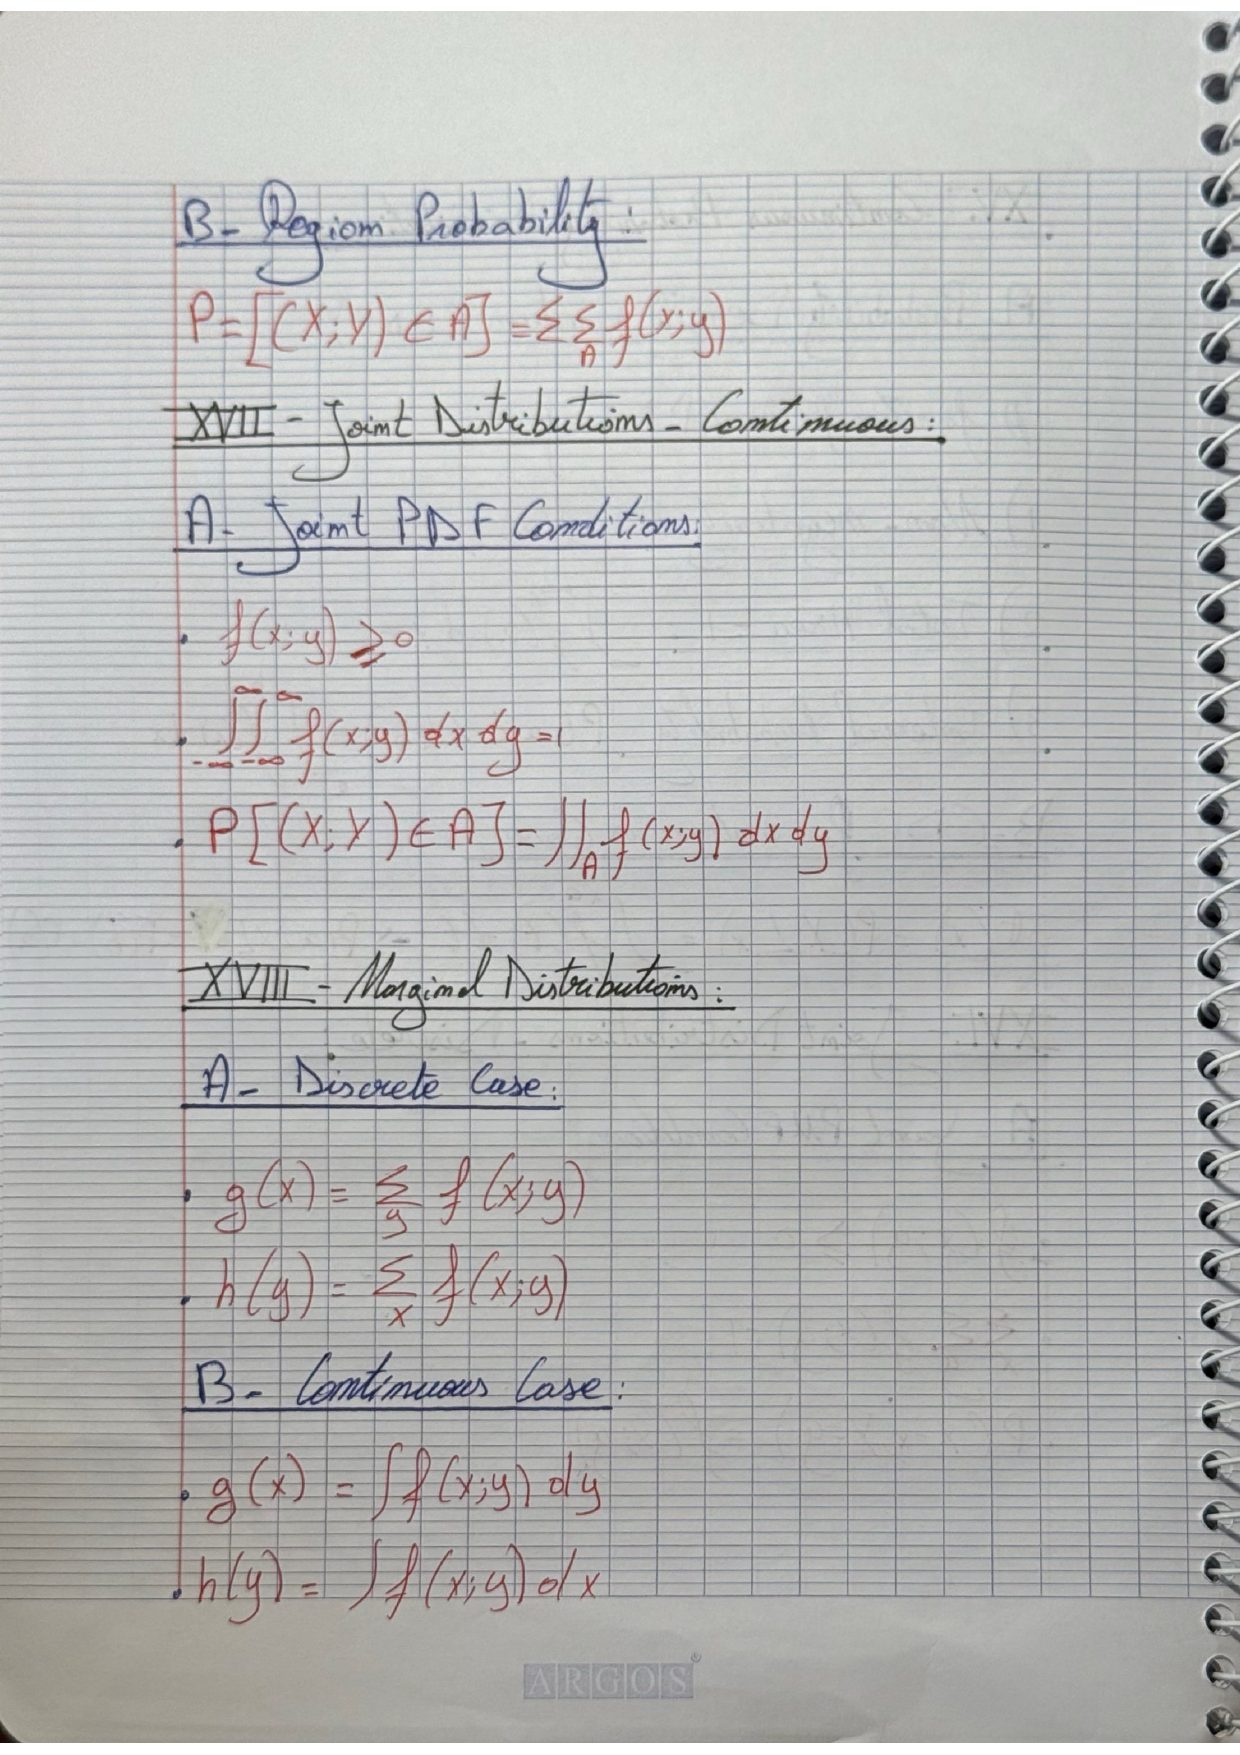 B- Region Probability :
P=[(X;Y) ∈ A] = Σ Σ_A f(x;y)
XVII - Joint Distributions - Continuous :
A- Joint PDF Conditions:
. f(x;y) ≥ 0
. ∫_{-∞}^{∞} ∫_{-∞}^{∞} f(x;y) dx dy = 1
. P[(X;Y) ∈ A] = ∫∫_A f(x;y) dx dy
XVIII - Marginal Distributions :
A- Discrete Case :
. g(x) = Σ_y f(x;y)
. h(y) = Σ_x f(x;y)
B- Continuous Case :
. g(x) = ∫ f(x;y) dy
. h(y) = ∫ f(x;y) dx
ARGOS